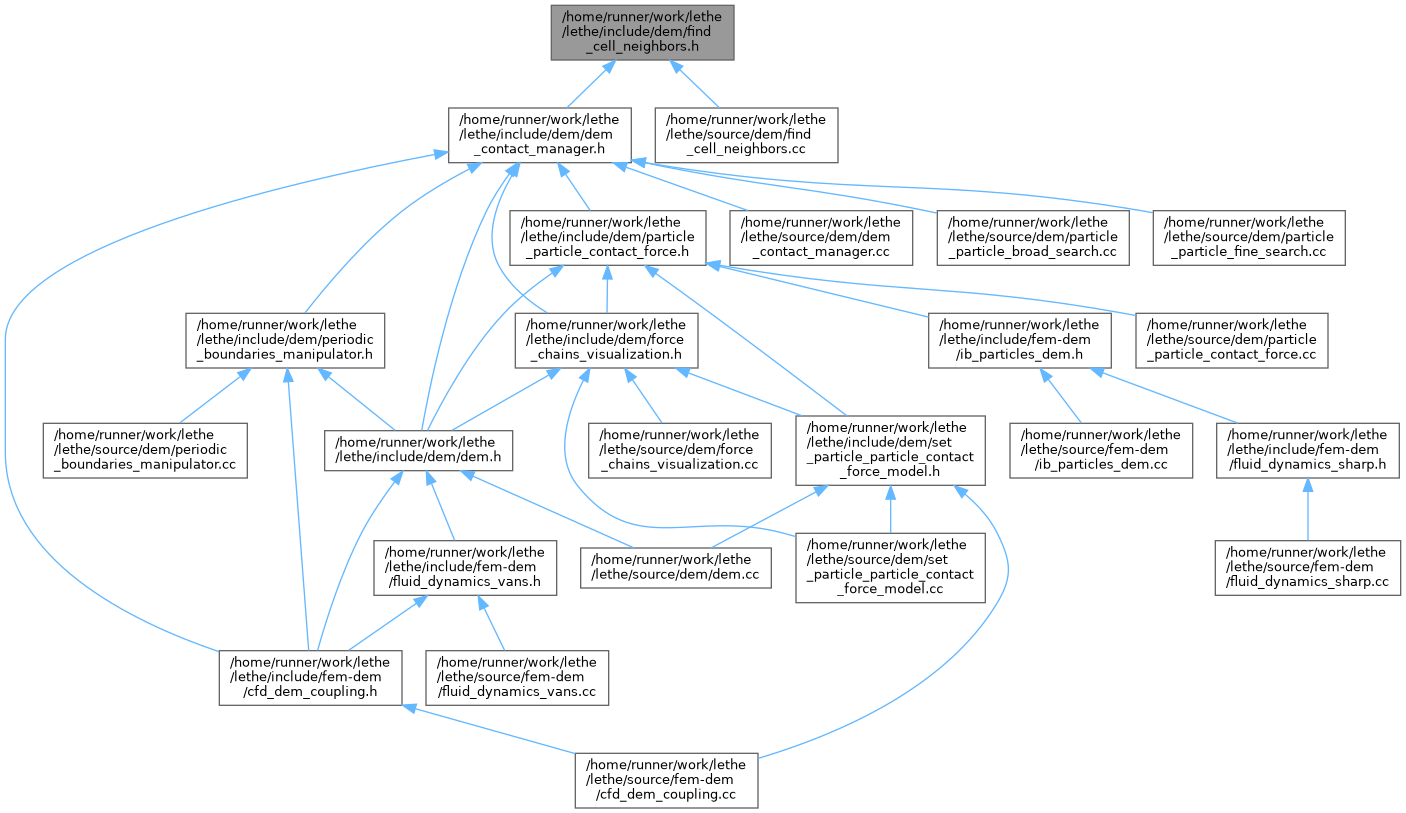 /home/runner/work/lethe
/lethe/include/dem/find
_cell_neighbors.h
/home/runner/work/lethe
/lethe/include/dem/dem
_contact_manager.h
/home/runner/work/lethe
/lethe/source/dem/find
_cell_neighbors.cc
/home/runner/work/lethe
/lethe/include/dem/particle
_particle_contact_force.h
/home/runner/work/lethe
/lethe/source/dem/dem
_contact_manager.cc
/home/runner/work/lethe
/lethe/source/dem/particle
_particle_broad_search.cc
/home/runner/work/lethe
/lethe/source/dem/particle
_particle_fine_search.cc
/home/runner/work/lethe
/lethe/include/dem/periodic
_boundaries_manipulator.h
/home/runner/work/lethe
/lethe/include/dem/force
_chains_visualization.h
/home/runner/work/lethe
/lethe/include/fem-dem
/ib_particles_dem.h
/home/runner/work/lethe
/lethe/source/dem/particle
_particle_contact_force.cc
/home/runner/work/lethe
/lethe/source/dem/periodic
_boundaries_manipulator.cc
/home/runner/work/lethe
/lethe/include/dem/dem.h
/home/runner/work/lethe
/lethe/source/dem/force
_chains_visualization.cc
/home/runner/work/lethe
/lethe/include/dem/set
_particle_particle_contact
_force_model.h
/home/runner/work/lethe
/lethe/source/fem-dem
/ib_particles_dem.cc
/home/runner/work/lethe
/lethe/include/fem-dem
/fluid_dynamics_sharp.h
/home/runner/work/lethe
/lethe/include/fem-dem
/fluid_dynamics_vans.h
/home/runner/work/lethe
/lethe/source/dem/dem.cc
/home/runner/work/lethe
/lethe/source/dem/set
_particle_particle_contact
_force_model.cc
/home/runner/work/lethe
/lethe/source/fem-dem
/fluid_dynamics_sharp.cc
/home/runner/work/lethe
/lethe/include/fem-dem
/cfd_dem_coupling.h
/home/runner/work/lethe
/lethe/source/fem-dem
/fluid_dynamics_vans.cc
/home/runner/work/lethe
/lethe/source/fem-dem
/cfd_dem_coupling.cc